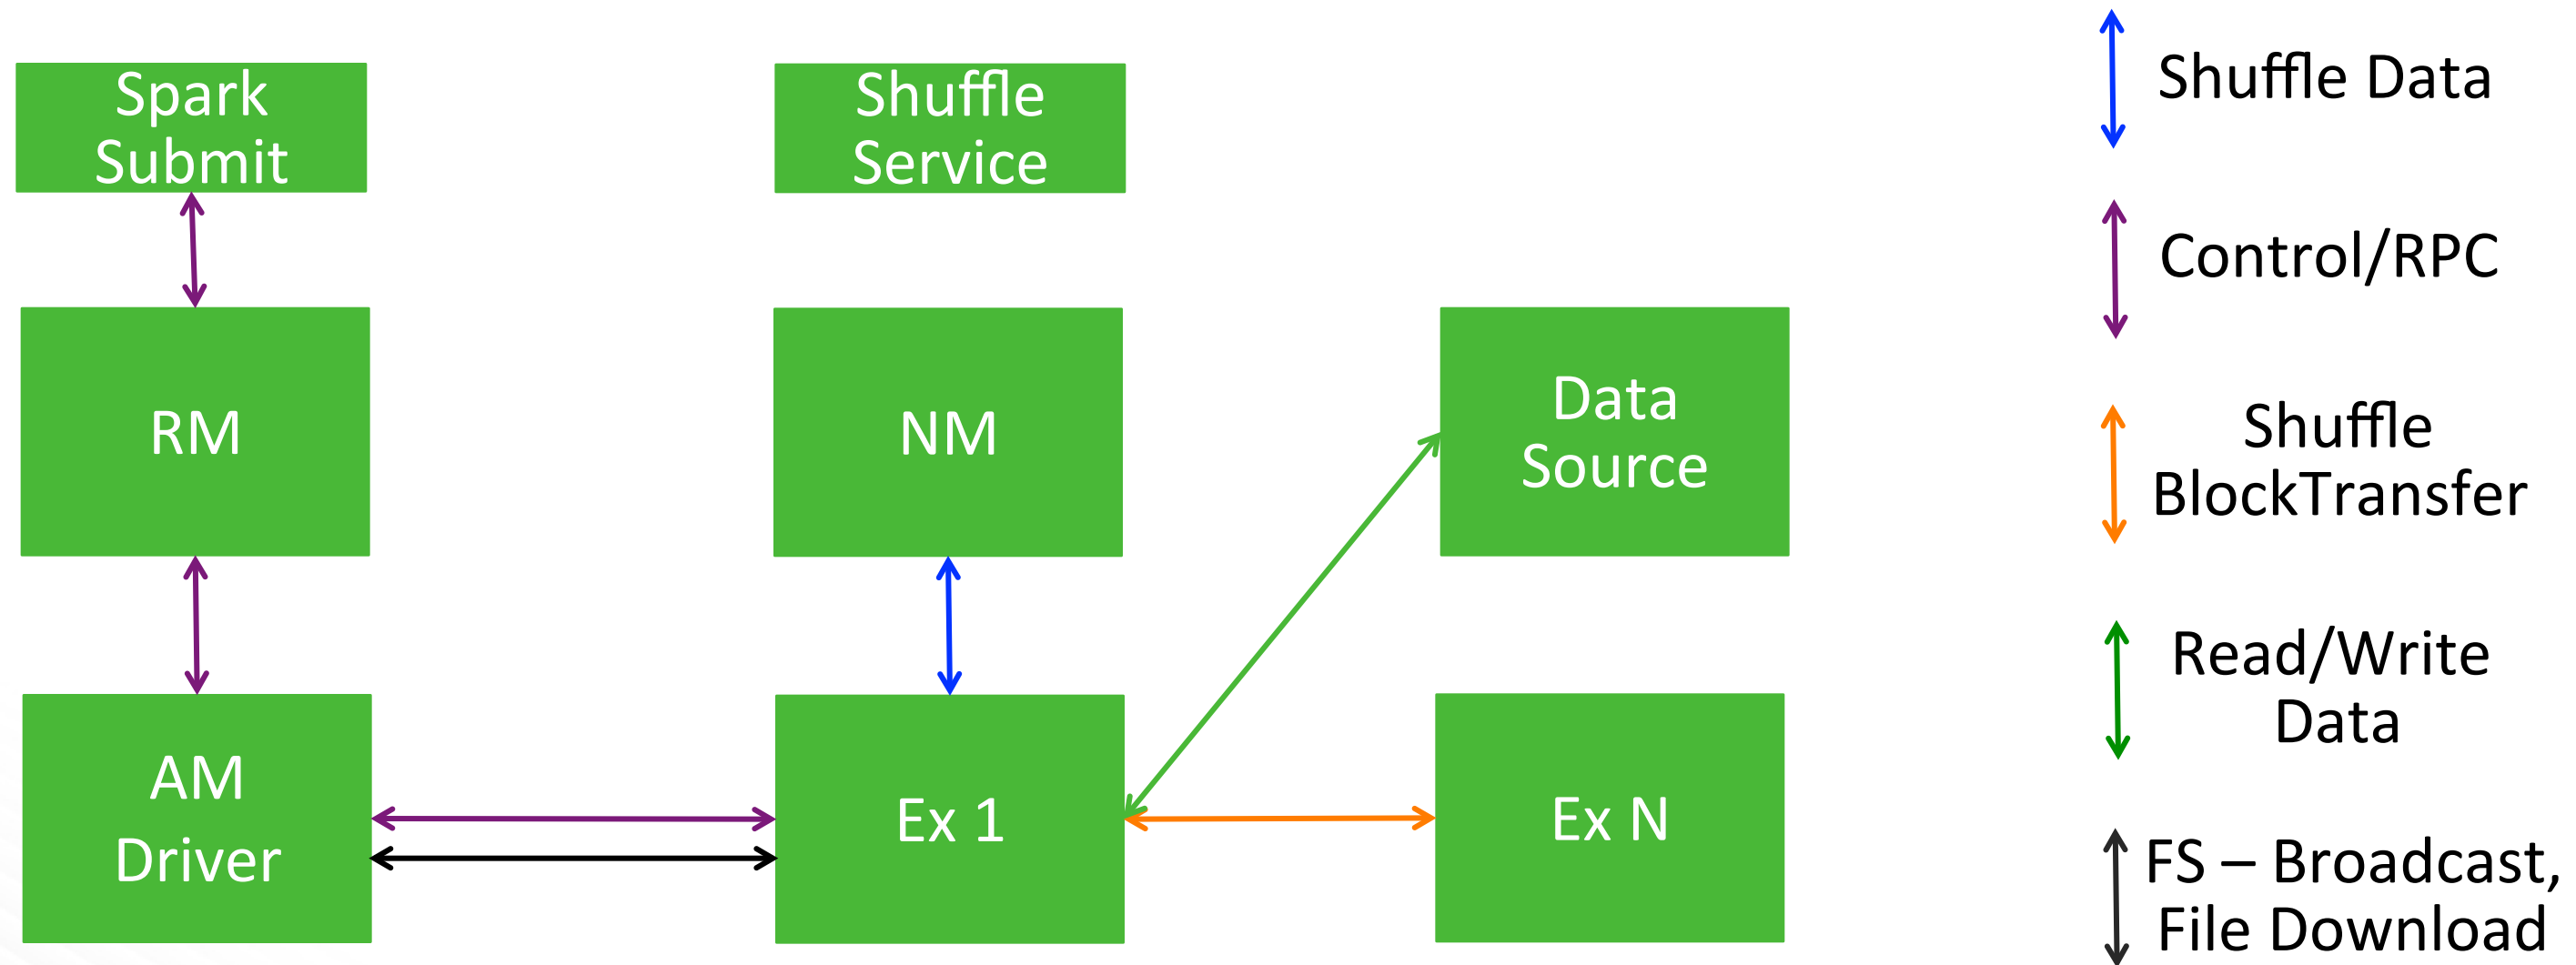 Spark
Submit
Shuffle
Service
Shuffle Data
Control/RPC
RM
NM
Data
Source
Shuffle
BlockTransfer
Read/Write
Data
AM
Driver
Ex 1
Ex N
FS – Broadcast,
File Download